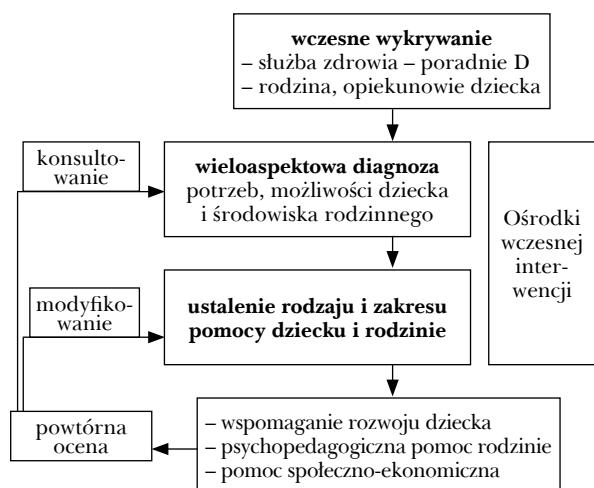 wczesne wykrywanie
– służba zdrowia – poradnie D
– rodzina, opiekunowie dziecka
konsulto-
wanie
wieloaspektowa diagnoza
potrzeb, możliwości dziecka
i środowiska rodzinnego
Ośrodki
wczesnej
inter-
wencji
modyfiko-
wanie
ustalenie rodzaju i zakresu
pomocy dziecku i rodzinie
powtórna
ocena
– wspomaganie rozwoju dziecka
– psychopedagogiczna pomoc rodzinie
– pomoc społeczno-ekonomiczna